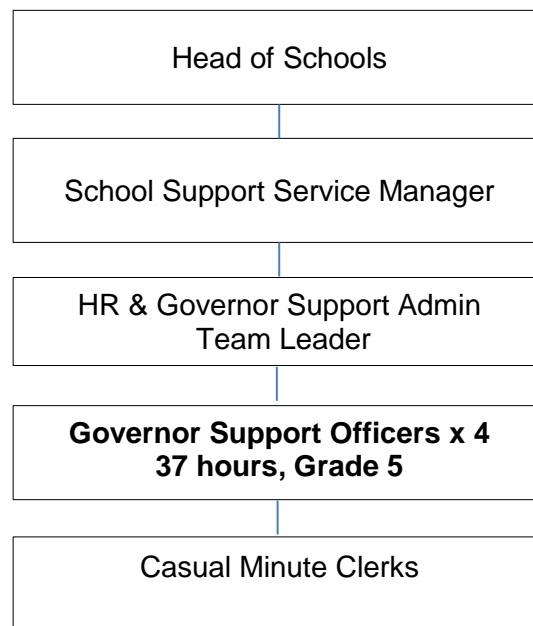 Head of Schools
School Support Service Manager
HR & Governor Support Admin
Team Leader
Governor Support Officers x 4
37 hours, Grade 5
Casual Minute Clerks